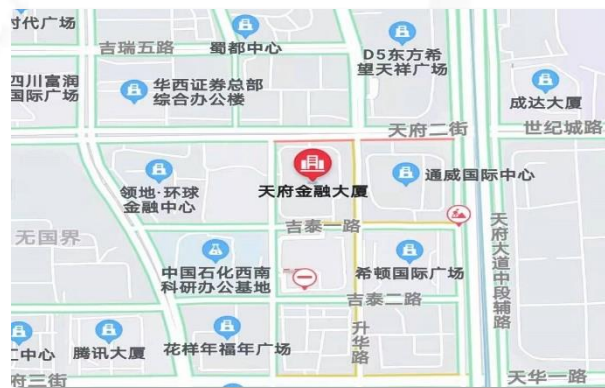 时代广场
吉瑞五路
蜀都中心
D5东方希
望天祥广场
四川富润
国际广场
华西证券总部
综合办公楼
成达大厦
天府二街
世纪城路
领地·环球
金融中心
天府金融大厦
通威国际中心
无国界
吉泰一路
天府大道中段辅路
中国石化西南
科研办公基地
希顿国际广场
吉泰二路
升华路
汇中心
腾讯大厦
花样年福年广场
府三街
天华一路